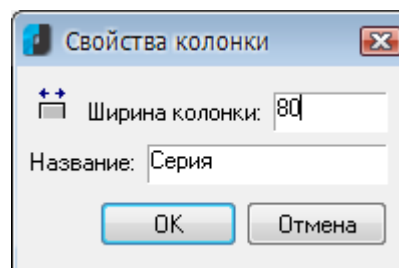 Свойства колонки
Ширина колонки: 80
Название: Серия
OK Отмена